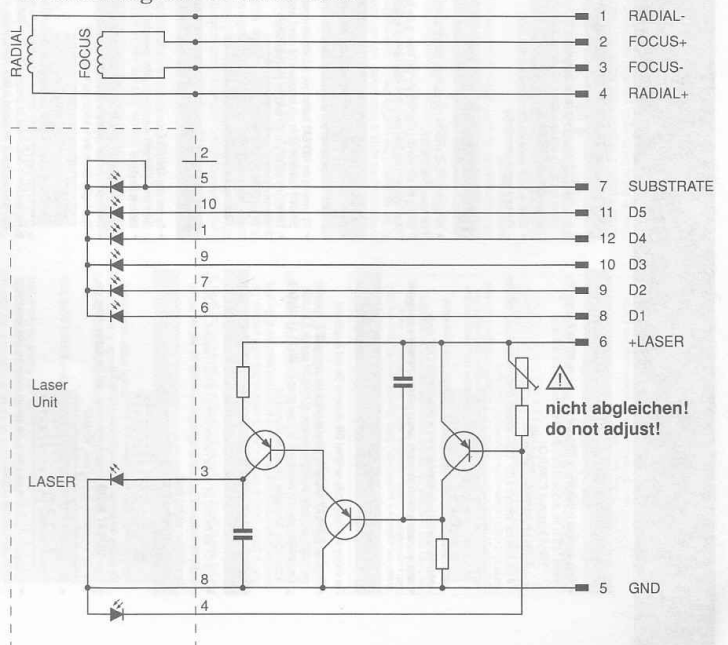 1 RADIAL-
2 FOCUS+
3 FOCUS-
4 RADIAL+
RADIAL
FOCUS
2
5
7 SUBSTRATE
10
11 D5
1
12 D4
9
10 D3
7
9 D2
6
8 D1
6 +LASER
Laser
Unit
nicht abgleichen!
do not adjust!
LASER
3
8
5 GND
4